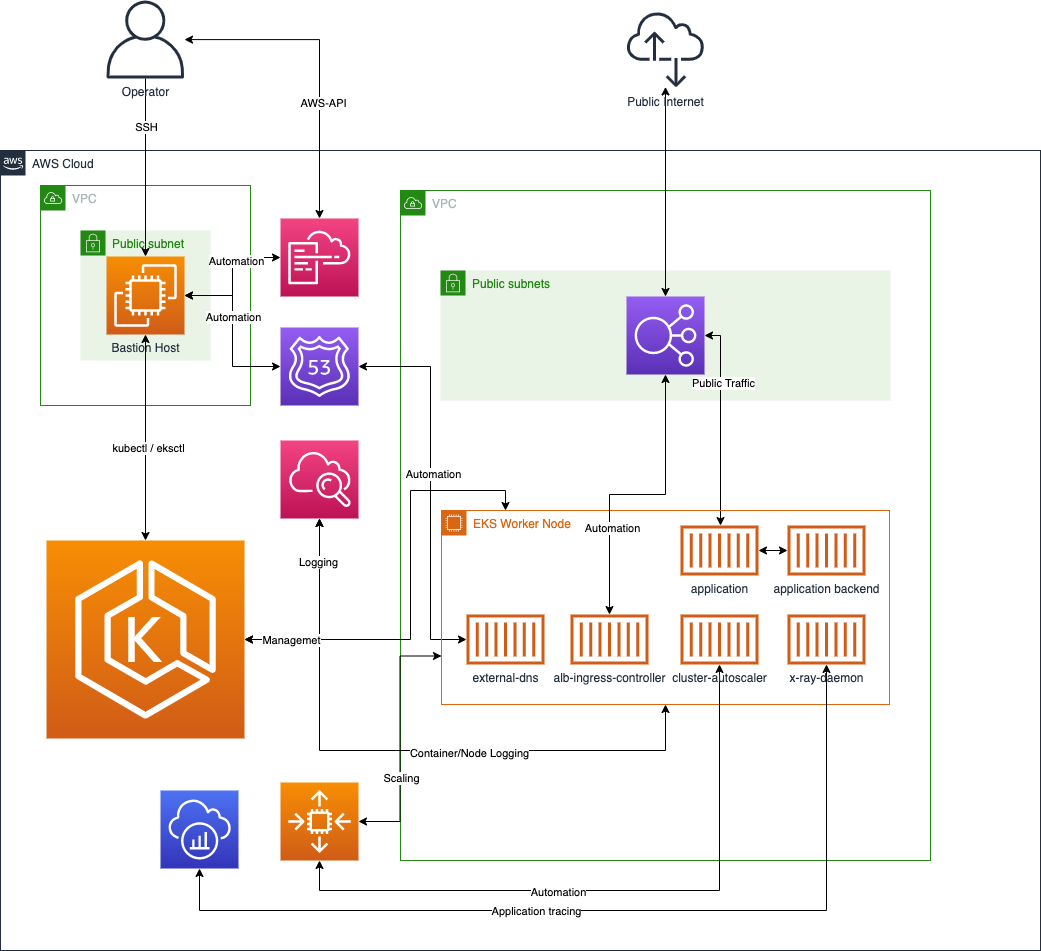 Operator
Public Internet
AWS-API
SSH
aws
AWS Cloud
VPC
VPC
Public subnet
Automation
Public subnets
Automation
Bastion Host
53
Public Traffic
kubectl / eksctl
Automation
EKS Worker Node
Automation
Logging
application
application backend
K
Managemet
external-dns
alb-ingress-controller
cluster-autoscaler
x-ray-daemon
Container/Node Logging
Scaling
Automation
Application tracing